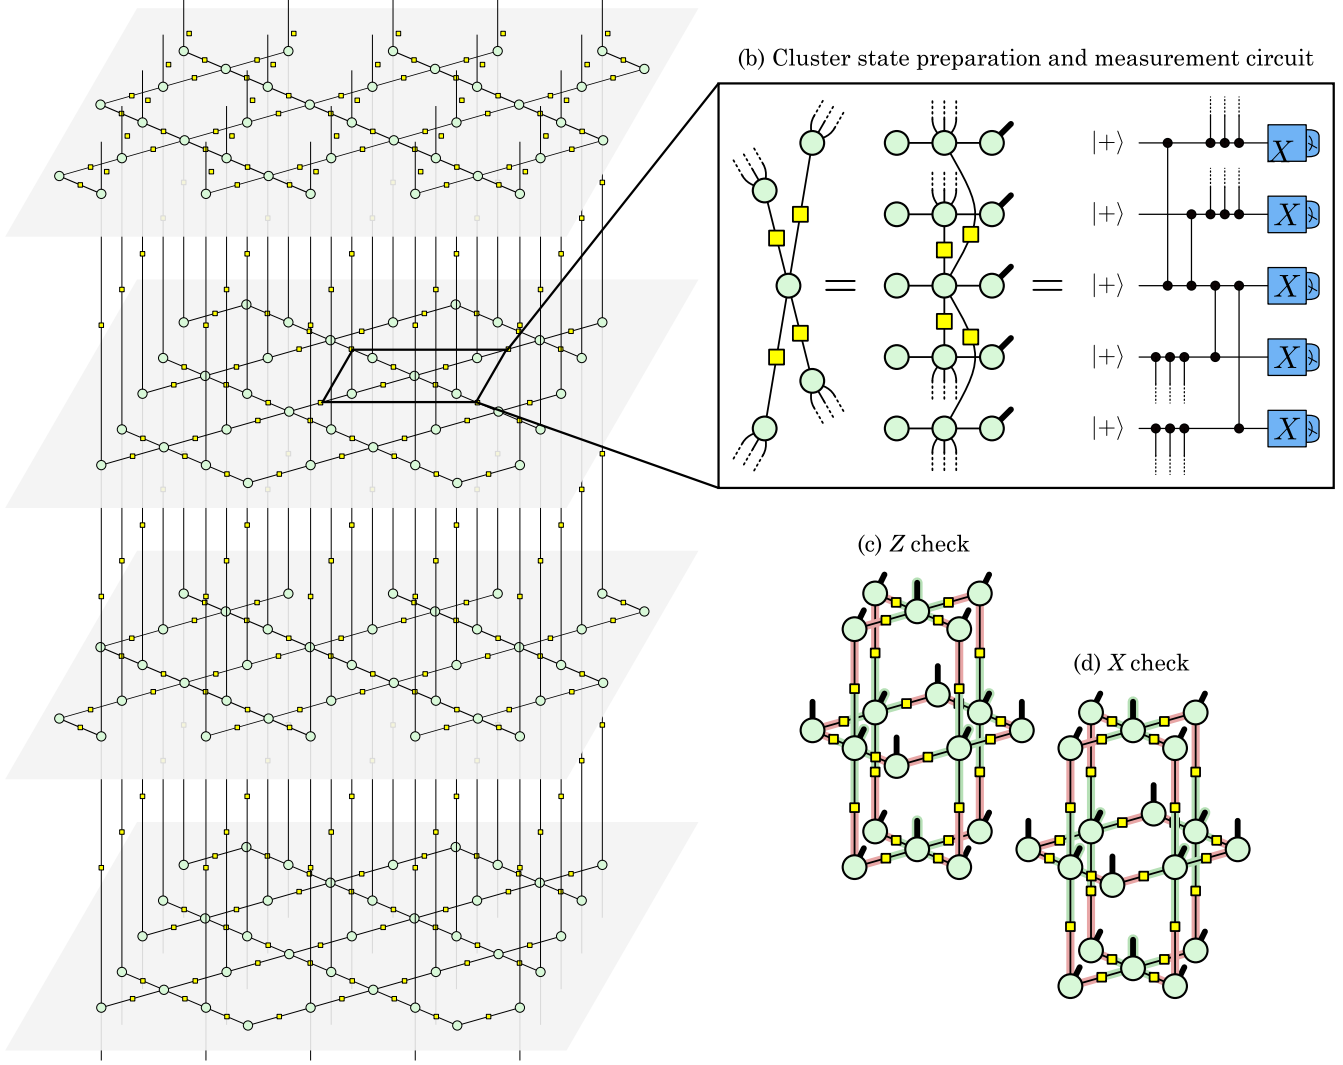 (b) Cluster state preparation and measurement circuit
|+⟩ X
|+⟩ X
|+⟩ X
|+⟩ X
|+⟩ X
= =
(c) Z check
(d) X check